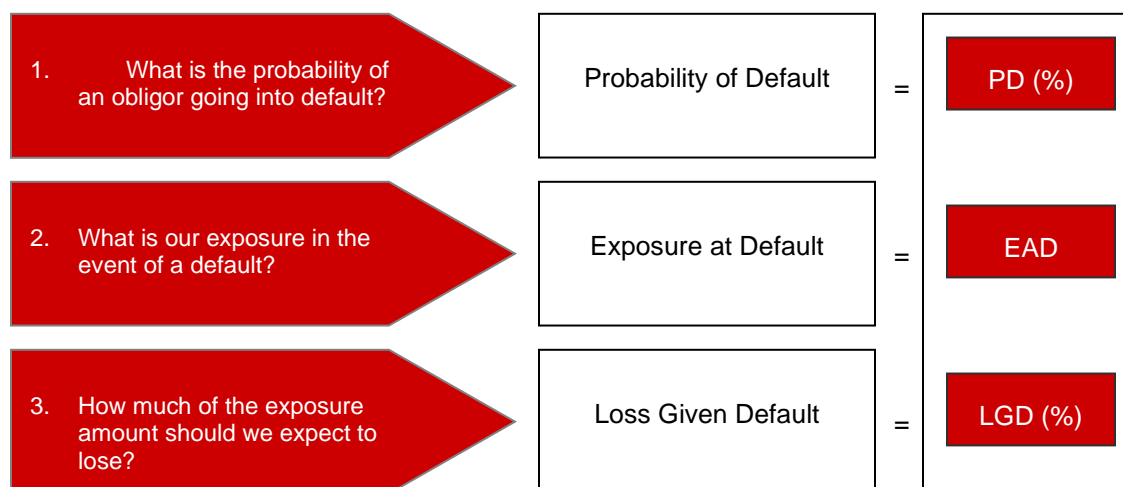 1. What is the probability of
an obligor going into default?
Probability of Default
=
PD (%)
2. What is our exposure in the
event of a default?
Exposure at Default
=
EAD
3. How much of the exposure
amount should we expect to
lose?
Loss Given Default
=
LGD (%)